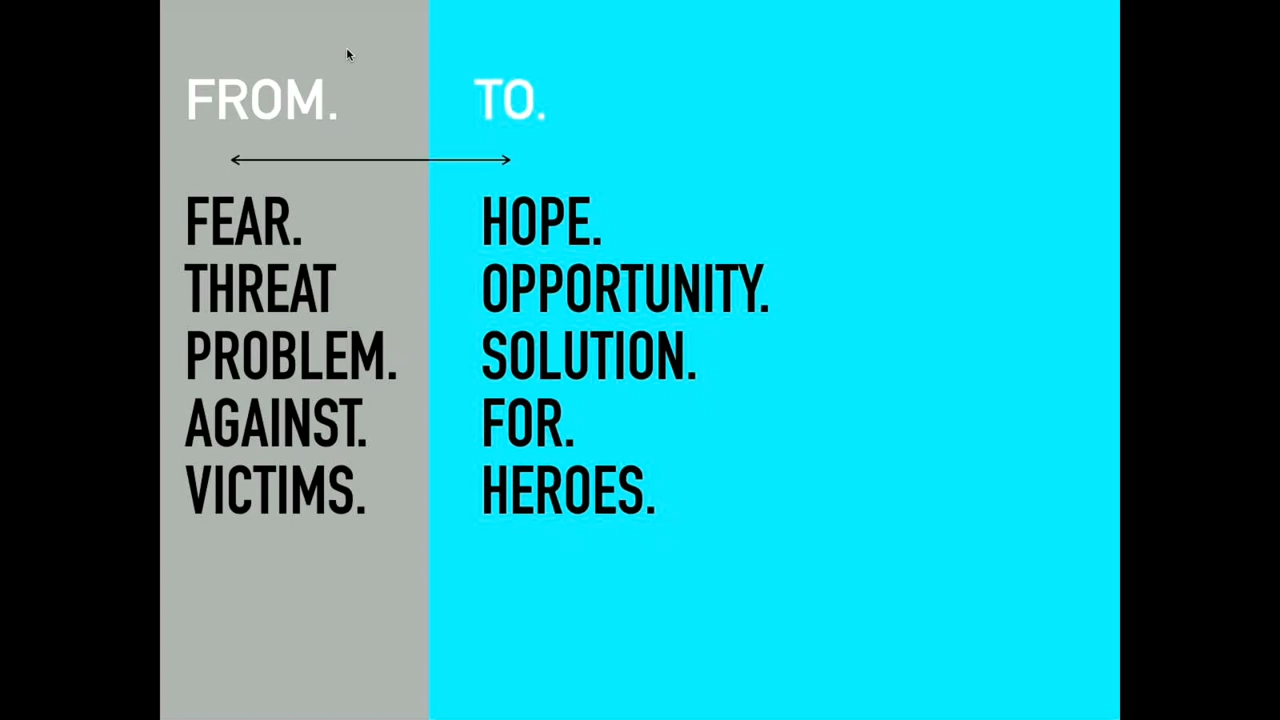 FROM.
FEAR.
THREAT
PROBLEM.
AGAINST.
VICTIMS.
TO.
HOPE.
OPPORTUNITY.
SOLUTION.
FOR.
HEROES.